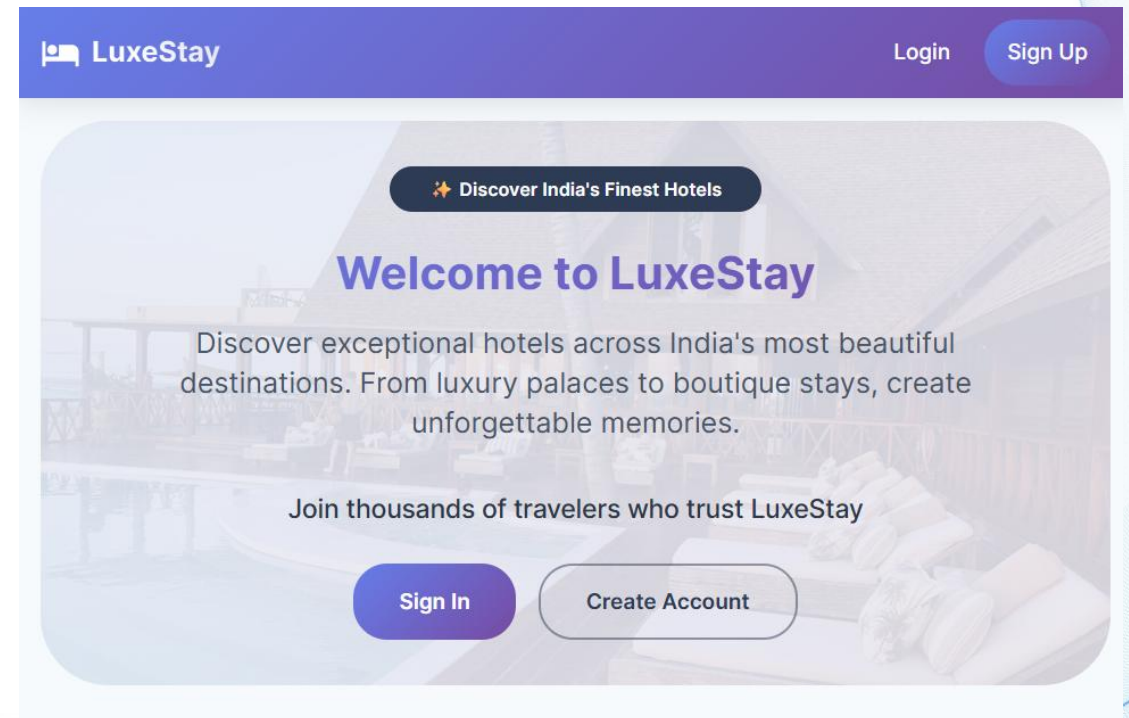 LuxeStay
Login
Sign Up
✨ Discover India's Finest Hotels
Welcome to LuxeStay
Discover exceptional hotels across India's most beautiful
destinations. From luxury palaces to boutique stays, create
unforgettable memories.
Join thousands of travelers who trust LuxeStay
Sign In
Create Account